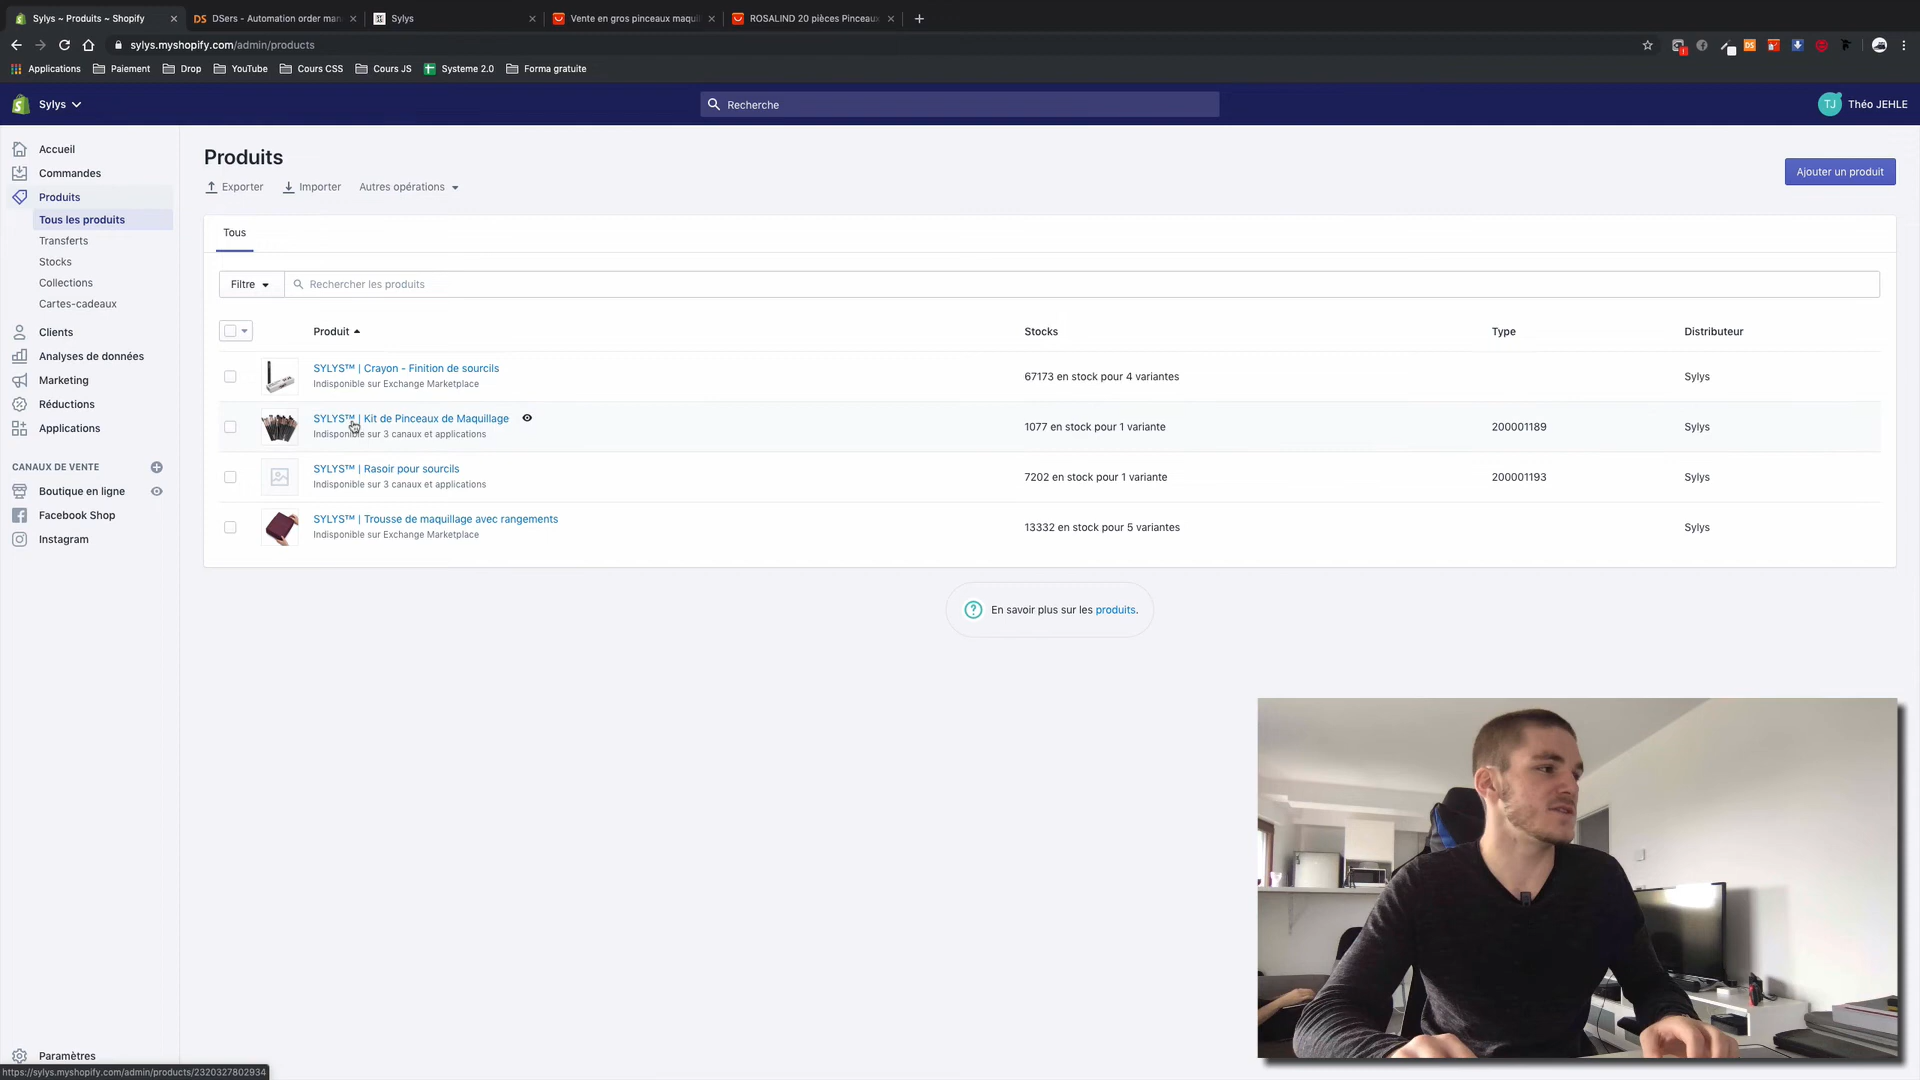 Sylys ~ Produits ~ Shopify
DS DSers - Automation order man
Sylys
Vente en gros pinceaux maquil
ROSALIND 20 pièces Pinceaux
sylys.myshopify.com/admin/products
Applications
Paiement
Drop
YouTube
Cours CSS
Cours JS
Systeme 2.0
Forma gratuite
Sylys
Recherche
TJ
Théo JEHLE
Accueil
Commandes
Produits
Tous les produits
Transferts
Stocks
Collections
Cartes-cadeaux
Clients
Analyses de données
Marketing
Réductions
Applications
CANAUX DE VENTE
Boutique en ligne
Facebook Shop
Instagram
Paramètres
Produits
Exporter
Importer
Autres opérations
Ajouter un produit
Tous
Filtre
Rechercher les produits
Produit
Stocks
Type
Distributeur
SYLYS™ | Crayon - Finition de sourcils
Indisponible sur Exchange Marketplace
67173 en stock pour 4 variantes
Sylys
SYLYS™ | Kit de Pinceaux de Maquillage
Indisponible sur 3 canaux et applications
1077 en stock pour 1 variante
200001189
Sylys
SYLYS™ | Rasoir pour sourcils
Indisponible sur 3 canaux et applications
7202 en stock pour 1 variante
200001193
Sylys
SYLYS™ | Trousse de maquillage avec rangements
Indisponible sur Exchange Marketplace
13332 en stock pour 5 variantes
Sylys
En savoir plus sur les produits.
https://sylys.myshopify.com/admin/products/2320327802934